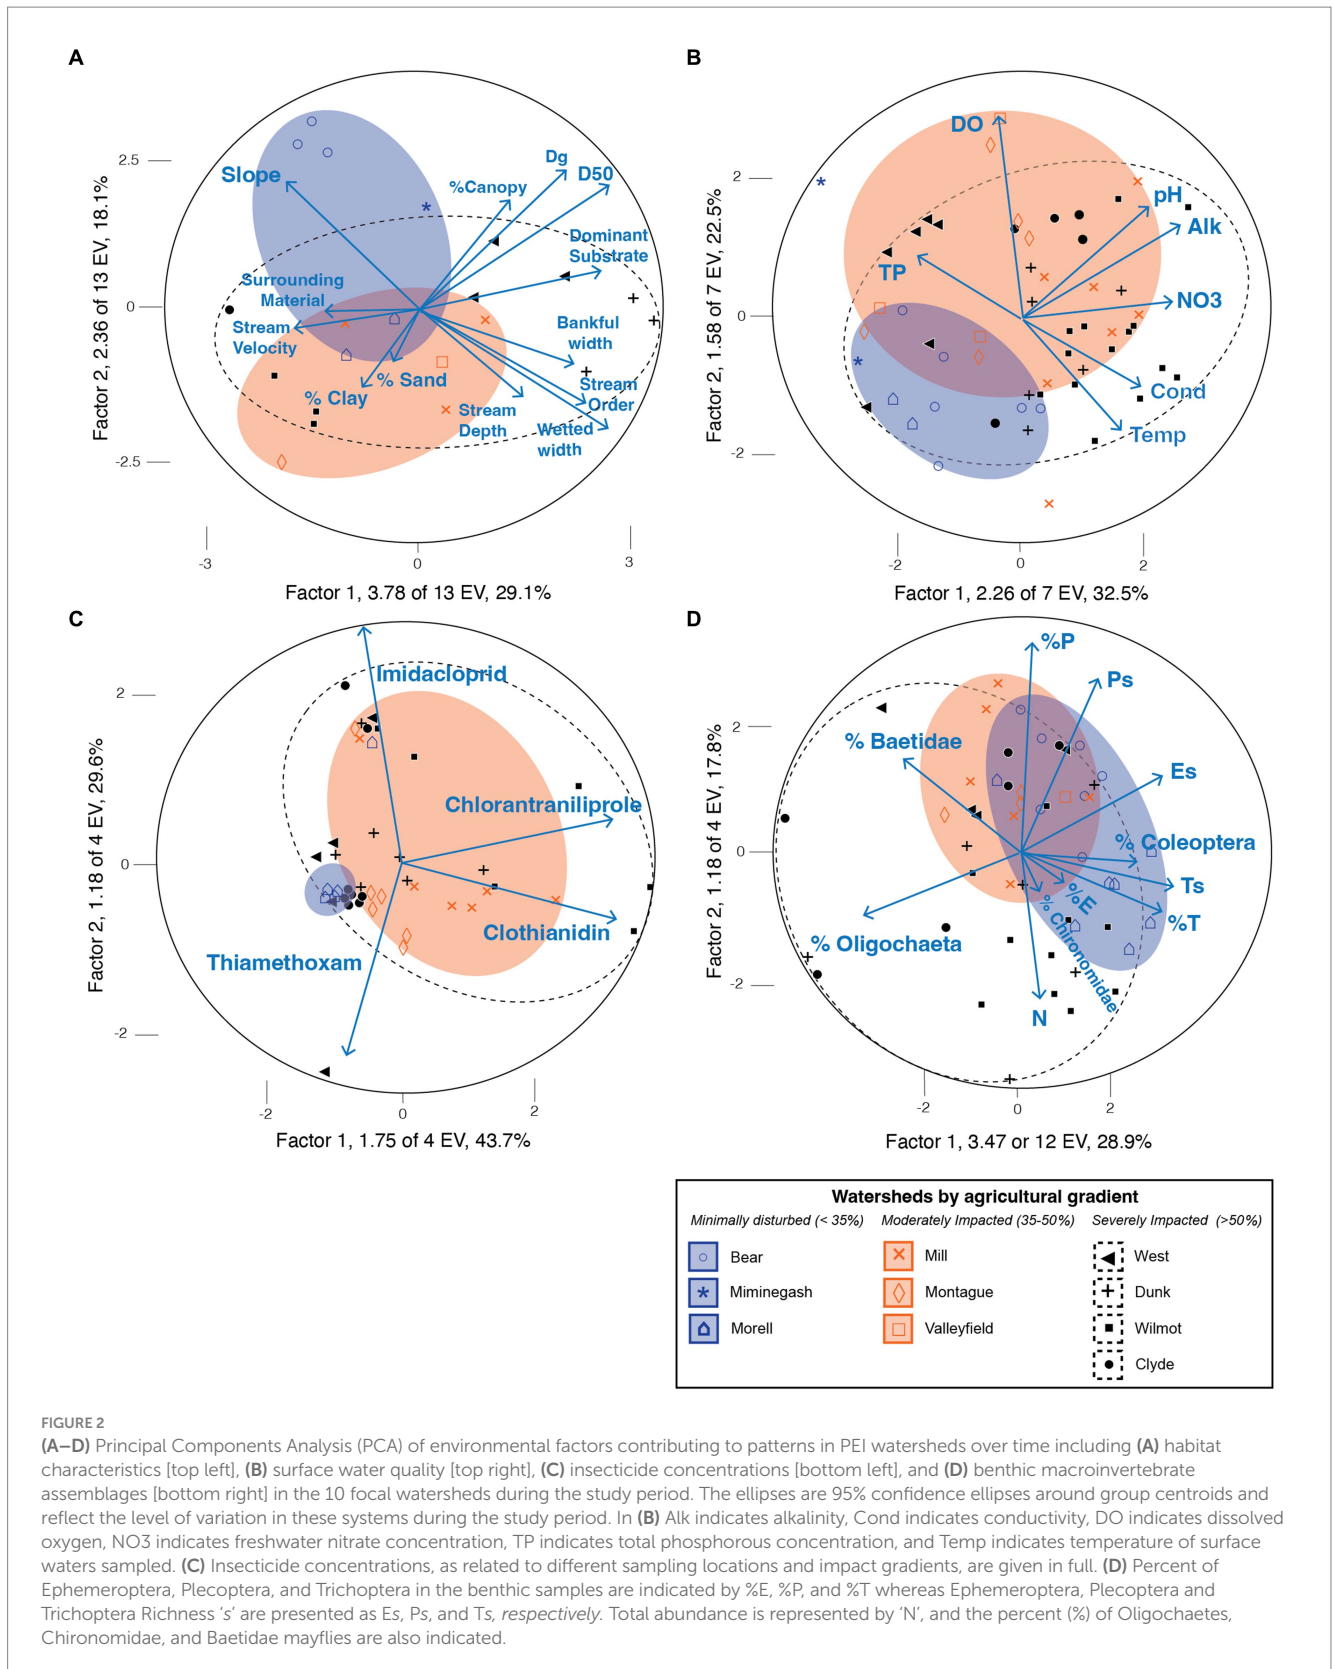 A
2.5
0
-2.5
Factor 2, 2.36 of 13 EV, 18.1%
Slope
Dg
D50
%Canopy
Dominant
Substrate
Surrounding
Material
Stream
Velocity
Bankful
width
% Sand
% Clay
Stream
Order
Stream
Depth
Wetted
width
-3
0
3
Factor 1, 3.78 of 13 EV, 29.1%
B
2
0
-2
Factor 2, 1.58 of 7 EV, 22.5%
DO
pH
Alk
TP
NO3
Cond
Temp
-2
0
2
Factor 1, 2.26 of 7 EV, 32.5%
C
2
0
-2
Factor 2, 1.18 of 4 EV, 29.6%
Imidacloprid
Chlorantraniliprole
Clothianidin
Thiamethoxam
-2
0
2
Factor 1, 1.75 of 4 EV, 43.7%
D
2
0
-2
Factor 2, 1.18 of 4 EV, 17.8%
%P
Ps
% Baetidae
Es
% Coleoptera
Ts
%E
%T
% Chironomidae
% Oligochaeta
N
-2
0
2
Factor 1, 3.47 or 12 EV, 28.9%
Watersheds by agricultural gradient
Minimally disturbed (< 35%) Moderately Impacted (35-50%) Severely Impacted (>50%)
Bear Mill West
Miminegash Montague Dunk
Morell Valleyfield Wilmot
Clyde
FIGURE 2
(A–D) Principal Components Analysis (PCA) of environmental factors contributing to patterns in PEI watersheds over time including (A) habitat
characteristics [top left], (B) surface water quality [top right], (C) insecticide concentrations [bottom left], and (D) benthic macroinvertebrate
assemblages [bottom right] in the 10 focal watersheds during the study period. The ellipses are 95% confidence ellipses around group centroids and
reflect the level of variation in these systems during the study period. In (B) Alk indicates alkalinity, Cond indicates conductivity, DO indicates dissolved
oxygen, NO3 indicates freshwater nitrate concentration, TP indicates total phosphorous concentration, and Temp indicates temperature of surface
waters sampled. (C) Insecticide concentrations, as related to different sampling locations and impact gradients, are given in full. (D) Percent of
Ephemeroptera, Plecoptera, and Trichoptera in the benthic samples are indicated by %E, %P, and %T whereas Ephemeroptera, Plecoptera and
Trichoptera Richness ‘s’ are presented as Es, Ps, and Ts, respectively. Total abundance is represented by ‘N’, and the percent (%) of Oligochaetes,
Chironomidae, and Baetidae mayflies are also indicated.